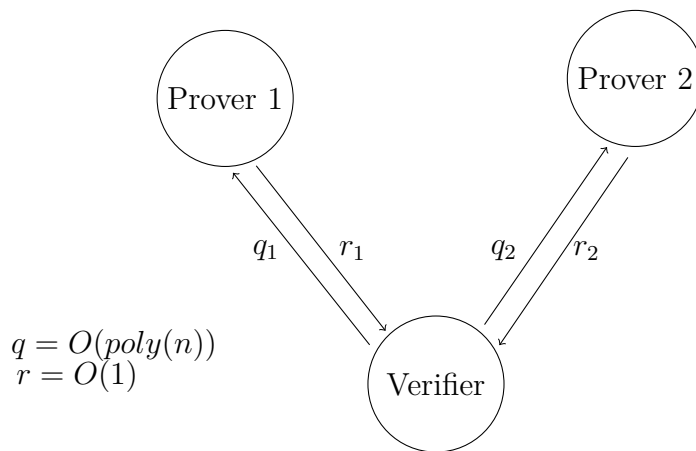 Prover 1
Prover 2
q₁
r₁
q₂
r₂
q = O(poly(n))
r = O(1)
Verifier